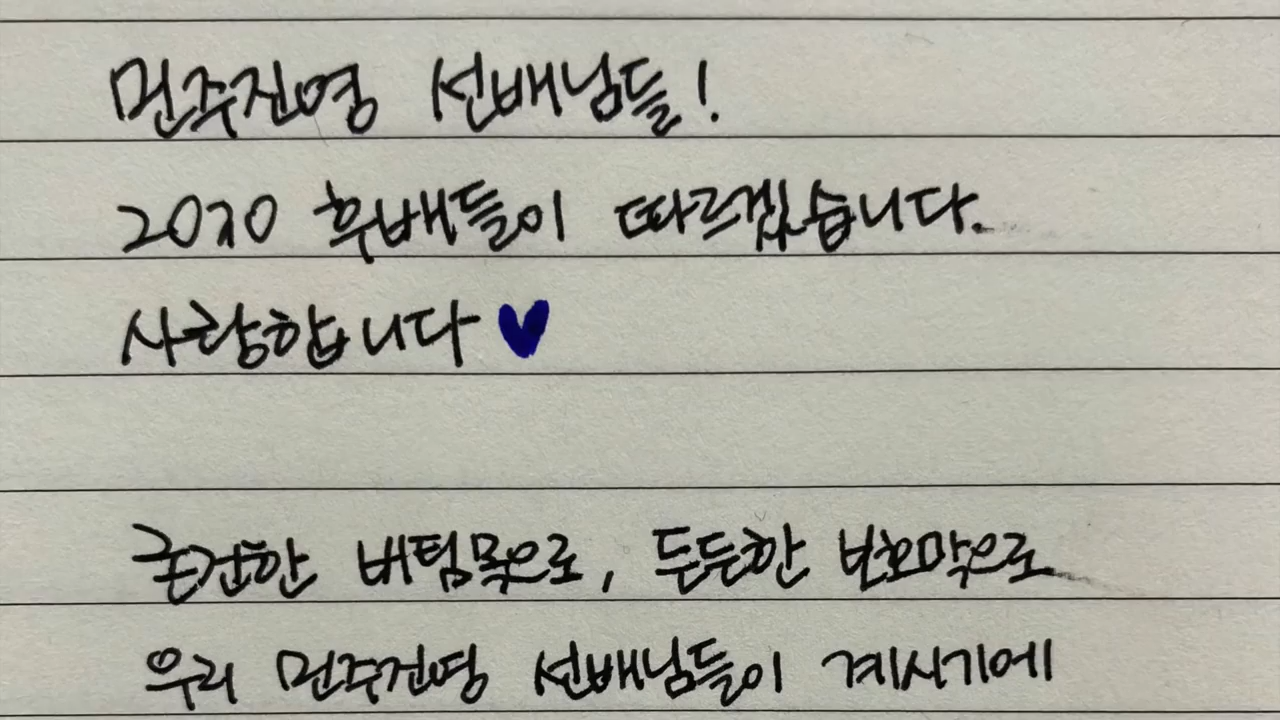 민주진영 선배님들!
2030 후배들이 따르겠습니다.
사랑합니다♥
굳건한 버팀목으로, 든든한 보호막으로
우리 민주진영 선배님들이 계시기에